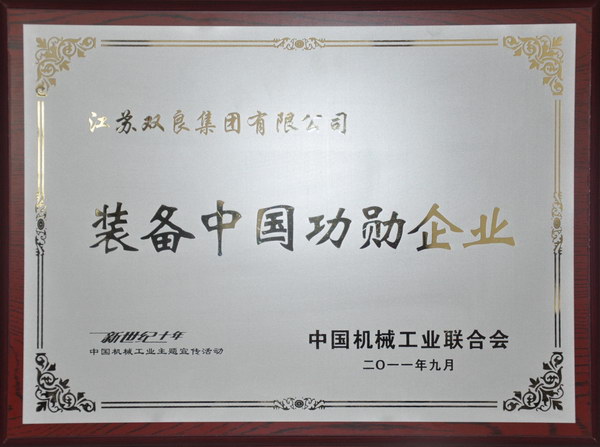 江苏双良集团有限公司
装备中国功勋企业
新世纪十年
中国机械工业主题宣传活动
中国机械工业联合会
二〇一一年九月